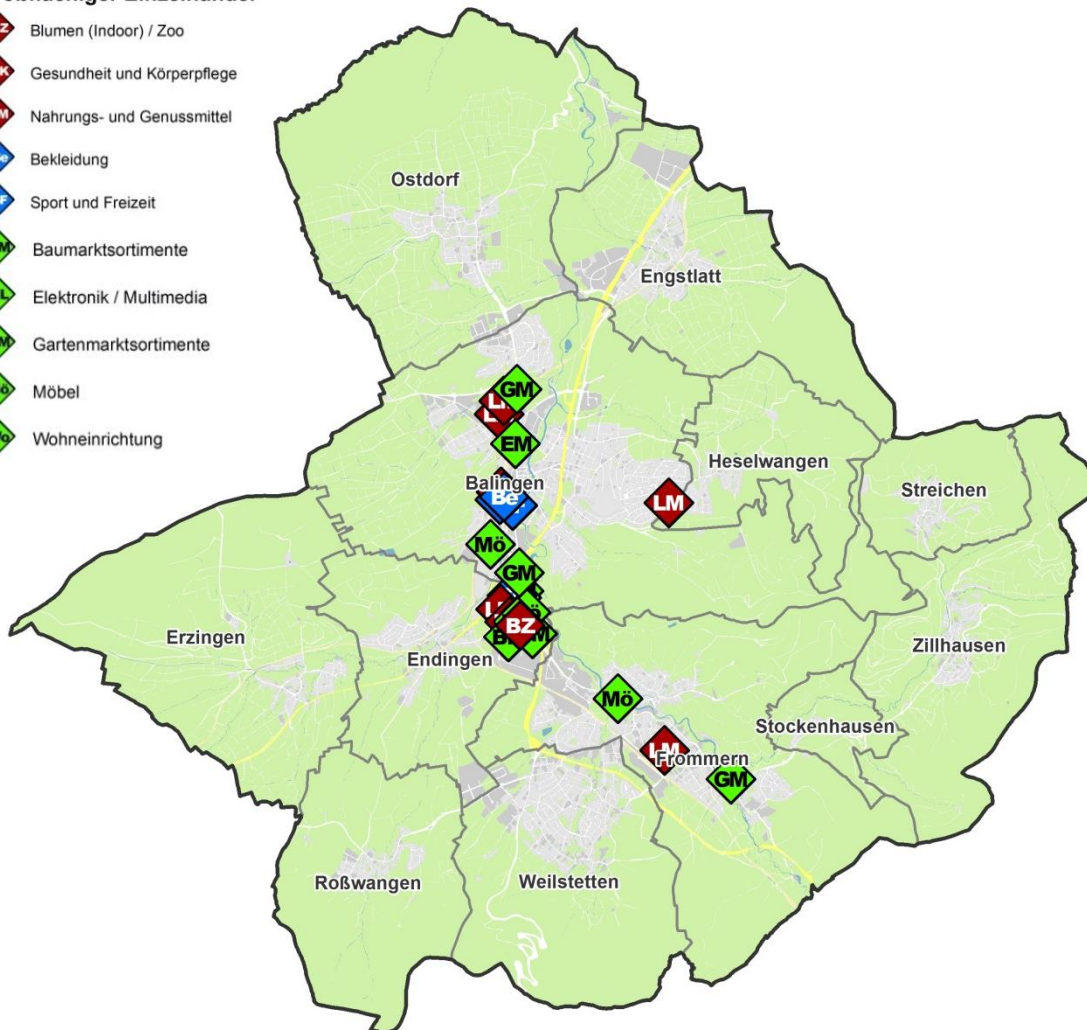 Einzelhandel
Blumen (Indoor) / Zoo
Gesundheit und Körperpflege
Nahrungs- und Genussmittel
Bekleidung
Sport und Freizeit
Baumarktsortimente
Elektronik / Multimedia
Gartenmarktsortimente
Möbel
Wohneinrichtung
Ostdorf
Engstlatt
GM
EM
Balingen
Be
Heselwangen
LM
Streichen
Mö
GM
BZ
Erzingen
Endingen
Zillhausen
Mö
Stockenhausen
LM
Frommern
GM
Roßwangen
Weilstetten